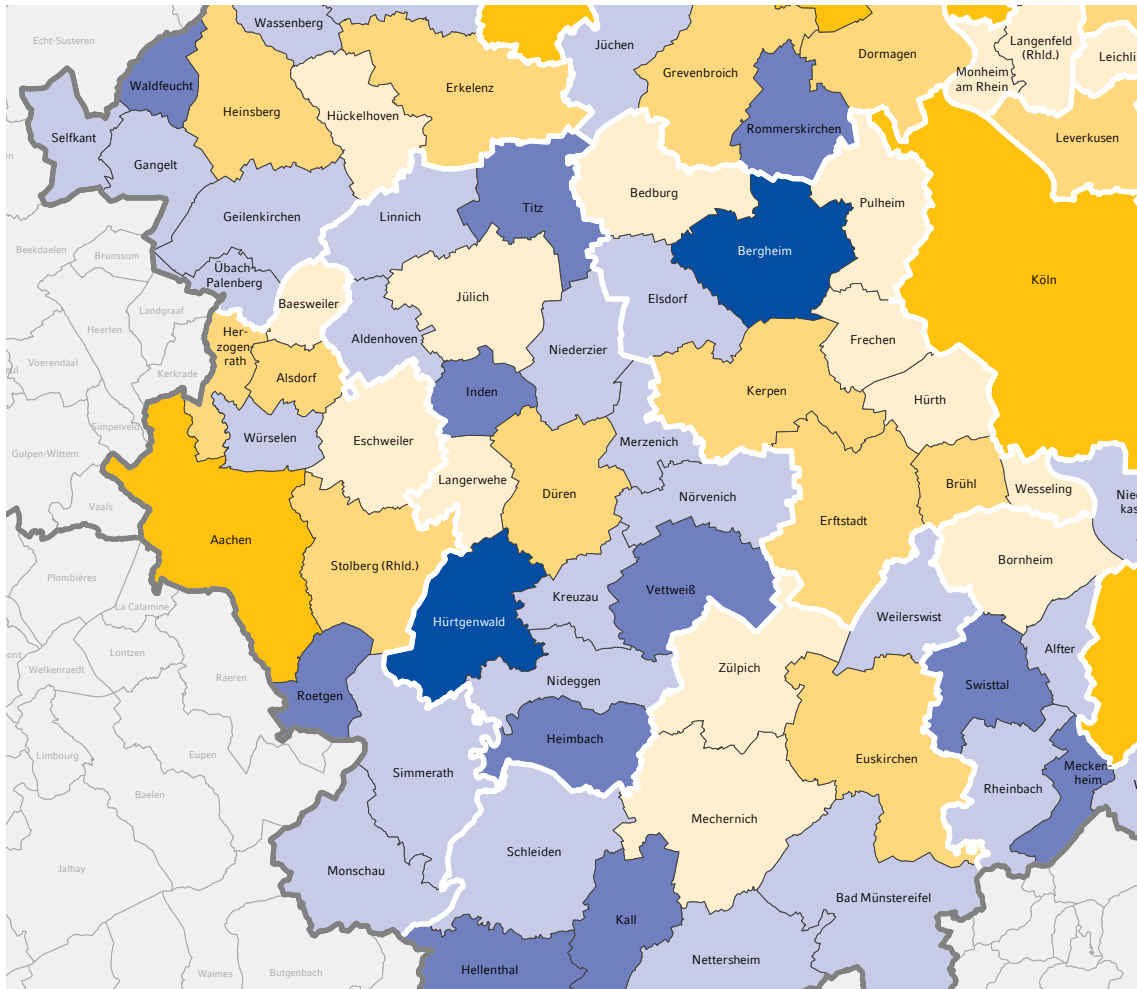 Echt-Susteren
Wassenberg
Jüchen
Dormagen
Langenfeld
(Rhld.)
Leichli
Monheim
am Rhein
Waldfeucht
Erkelenz
Grevenbroich
Heinsberg
Hückelhoven
Rommerskirchen
Leverkusen
Selfkant
en
Gangelt
Bedburg
Pulheim
Geilenkirchen
Linnich
Titz
Beekdaelen
Brunssum
Bergheim
Übach-
Palenberg
Köln
Baesweiler
Jülich
Elsdorf
Landgraaf
Heerlen
Her-
zogen-
rath
Aldenhoven
Niederzier
Frechen
Voerendaal
ul
Kerkrade
Alsdorf
Inden
Kerpen
Hürth
Simpelveld
Würselen
Eschweiler
Merzenich
Gulpen-Wittem
Langerwehe
Düren
Nörvenich
Brühl
Wesseling
Nied
kas
Vaals
Aachen
Erftstadt
Stolberg (Rhld.)
Bornheim
Plombières
Vettweiß
Kreuzau
La Calamine
Hürtgenwald
Weilerswist
ont
Lontzen
Alfter
Welkenraedt
Zülpich
Raeren
Nideggen
Swisttal
Roetgen
Heimbach
Limbourg
Eupen
Euskirchen
Simmerath
Mecken-
heim
Rheinbach
W
Baelen
Mechernich
Schleiden
Jalhay
Monschau
Bad Münstereifel
Kall
Nettersheim
Waimes
Butgenbach
Hellenthal